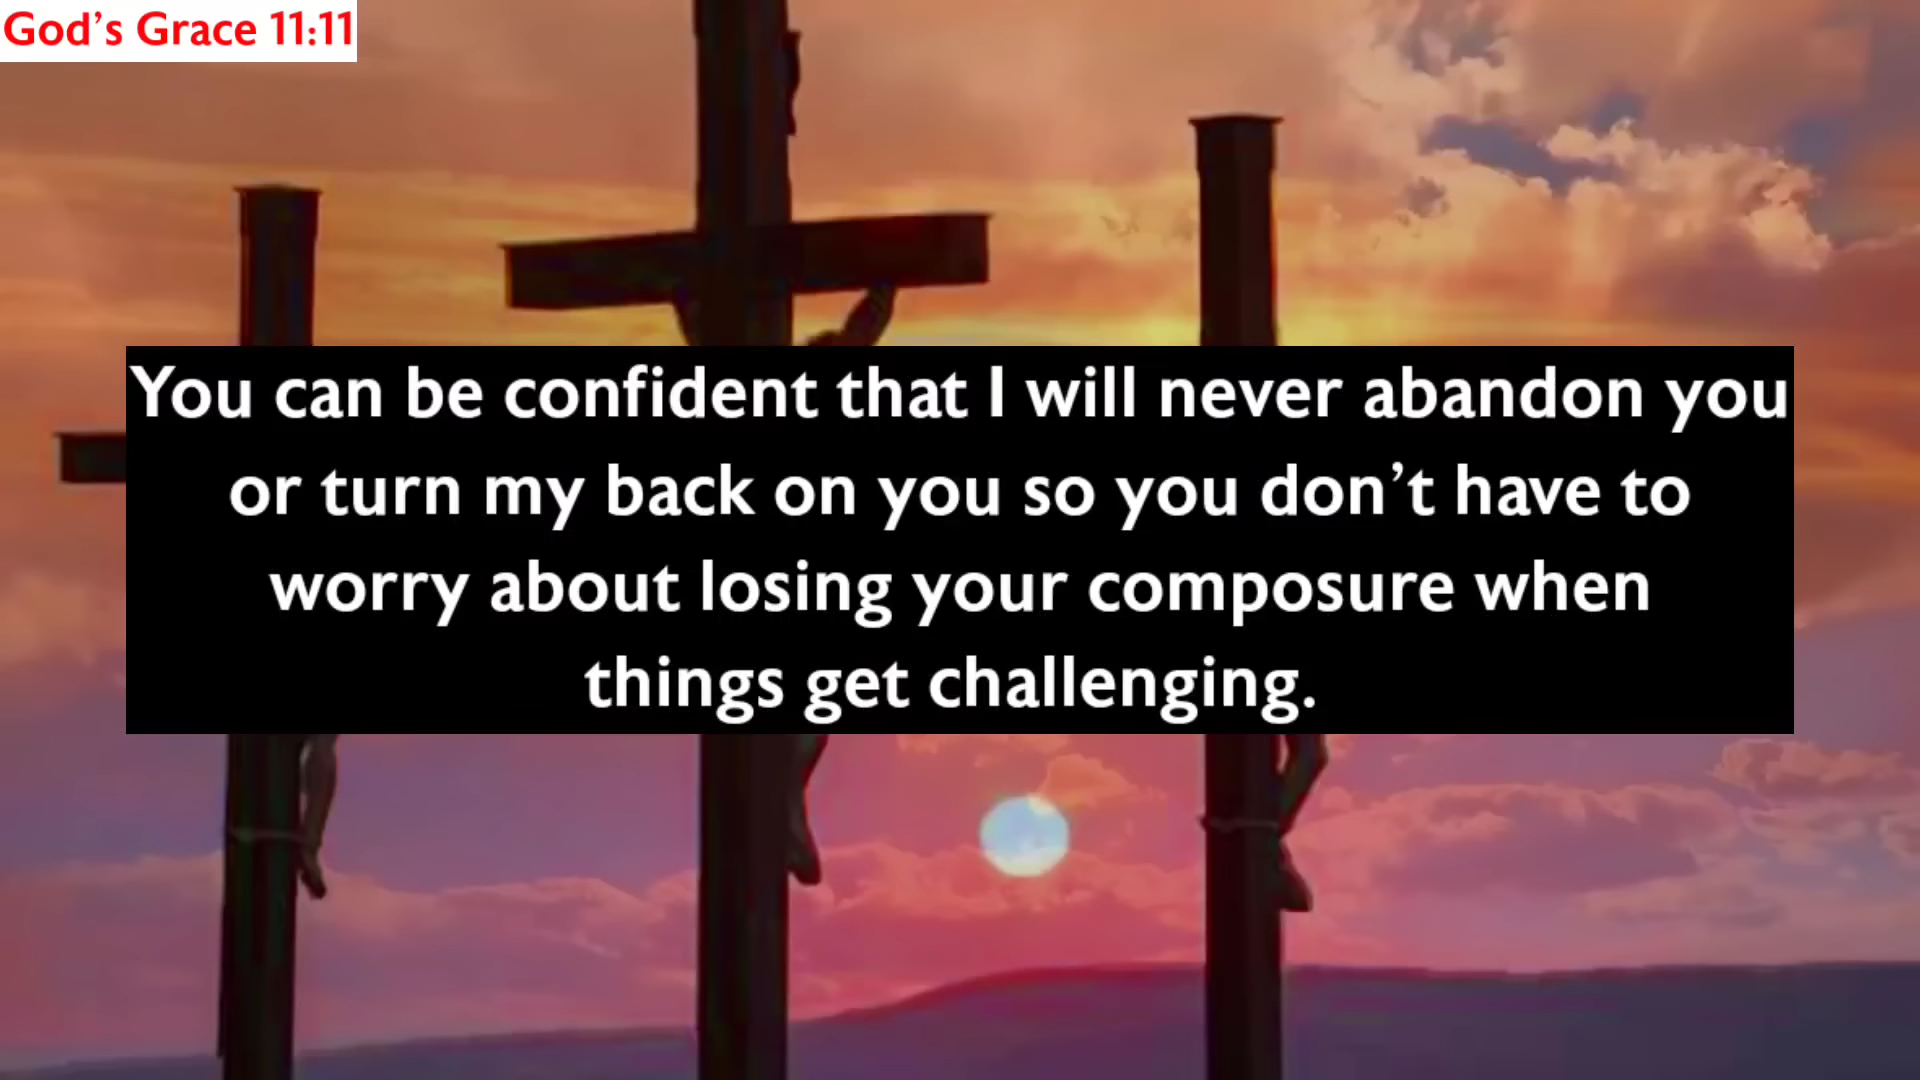 God’s Grace 11:11
You can be confident that I will never abandon you
or turn my back on you so you don’t have to
worry about losing your composure when
things get challenging.